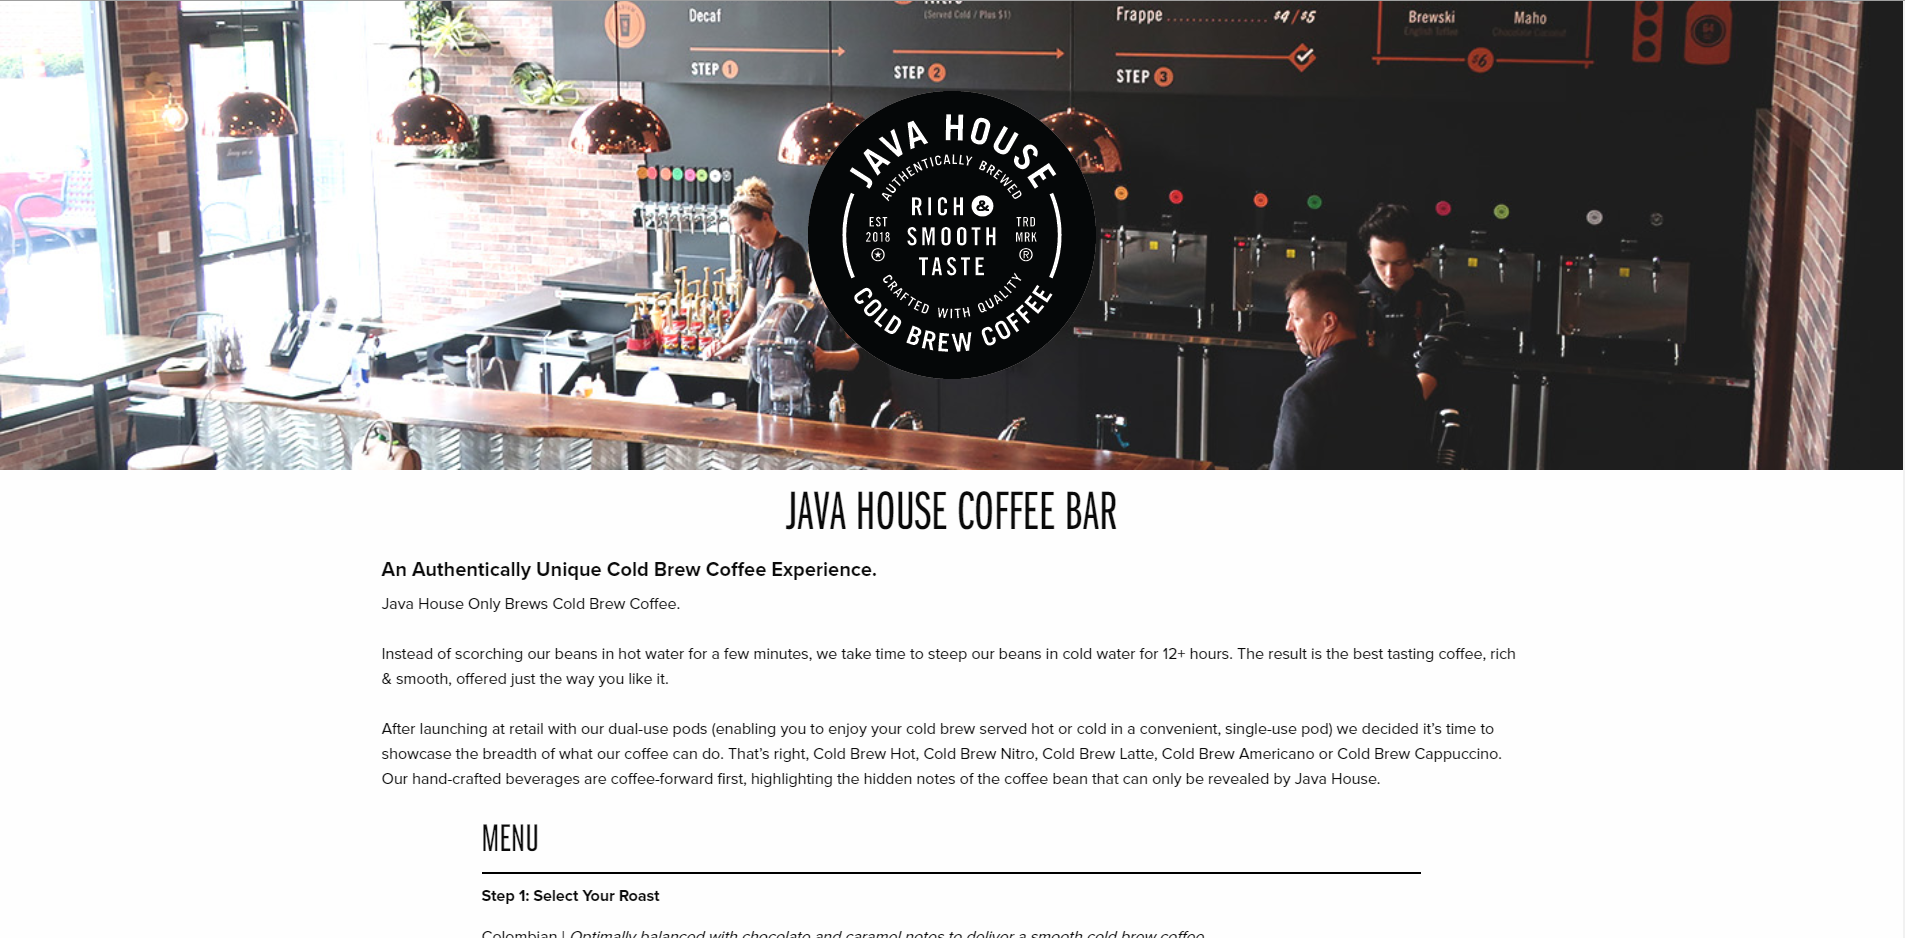 Decaf
(Served Cold / Plus $1)
Frappe ................ $4/$5
Brewski
Maho
English Toffee
Chocolate Caramel
$6
STEP 1
STEP 2
STEP 3
JAVA HOUSE
AUTHENTICALLY BREWED
RICH &
SMOOTH
TASTE
EST
2018
TRD
MRK
®
CRAFTED WITH QUALITY
COLD BREW COFFEE
JAVA HOUSE COFFEE BAR
An Authentically Unique Cold Brew Coffee Experience.
Java House Only Brews Cold Brew Coffee.
Instead of scorching our beans in hot water for a few minutes, we take time to steep our beans in cold water for 12+ hours. The result is the best tasting coffee, rich
& smooth, offered just the way you like it.
After launching at retail with our dual-use pods (enabling you to enjoy your cold brew served hot or cold in a convenient, single-use pod) we decided it's time to
showcase the breadth of what our coffee can do. That's right, Cold Brew Hot, Cold Brew Nitro, Cold Brew Latte, Cold Brew Americano or Cold Brew Cappuccino.
Our hand-crafted beverages are coffee-forward first, highlighting the hidden notes of the coffee bean that can only be revealed by Java House.
MENU
Step 1: Select Your Roast
Colombian | Optimally balanced with chocolate and caramel notes to deliver a smooth cold brew coffee.